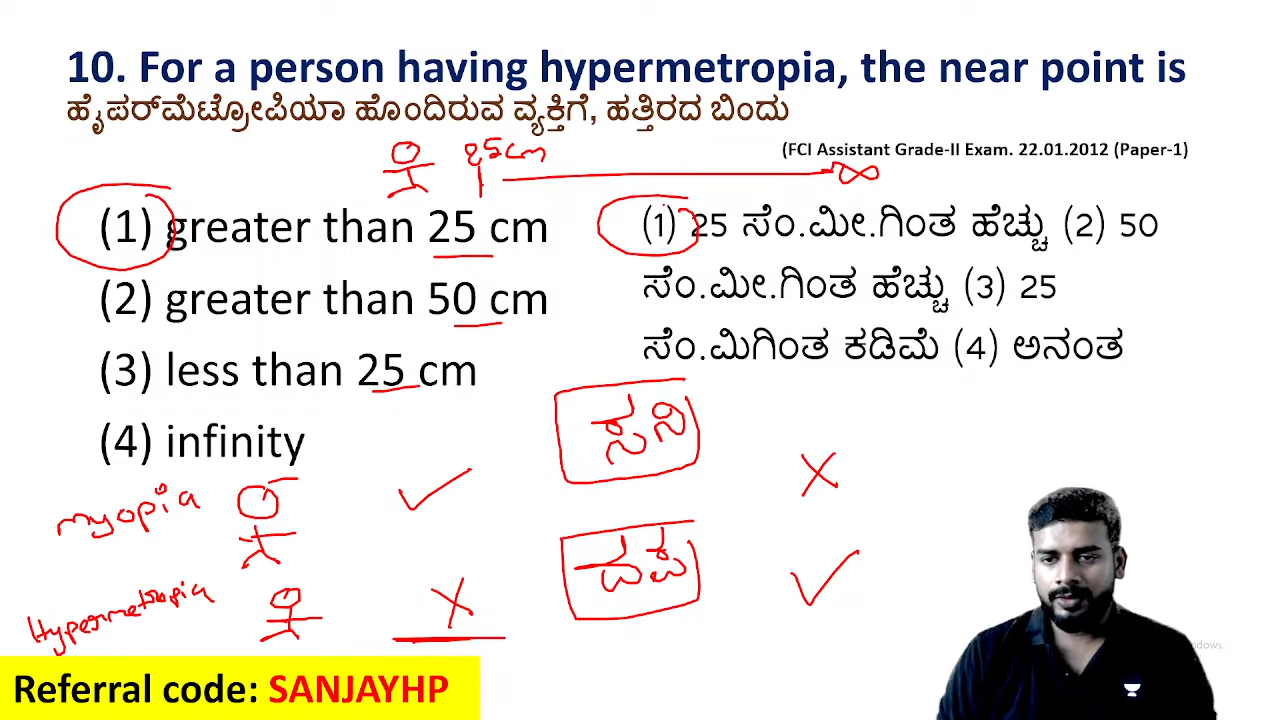 10. For a person having hypermetropia, the near point is
ಹೈಪರ್‌ಮೆಟ್ರೋಪಿಯಾ ಹೊಂದಿರುವ ವ್ಯಕ್ತಿಗೆ, ಹತ್ತಿರದ ಬಿಂದು
(FCI Assistant Grade-II Exam. 22.01.2012 (Paper-1)
25cm ∞
(1) greater than 25 cm
(2) greater than 50 cm
(3) less than 25 cm
(4) infinity
(1) 25 ಸೆಂ.ಮೀ.ಗಿಂತ ಹೆಚ್ಚು (2) 50
ಸೆಂ.ಮೀ.ಗಿಂತ ಹೆಚ್ಚು (3) 25
ಸೆಂ.ಮಿಗಿಂತ ಕಡಿಮೆ (4) ಅನಂತ
ಸನಿ
myopia
ದಪ
Hypermetropia
Referral code: SANJAYHP